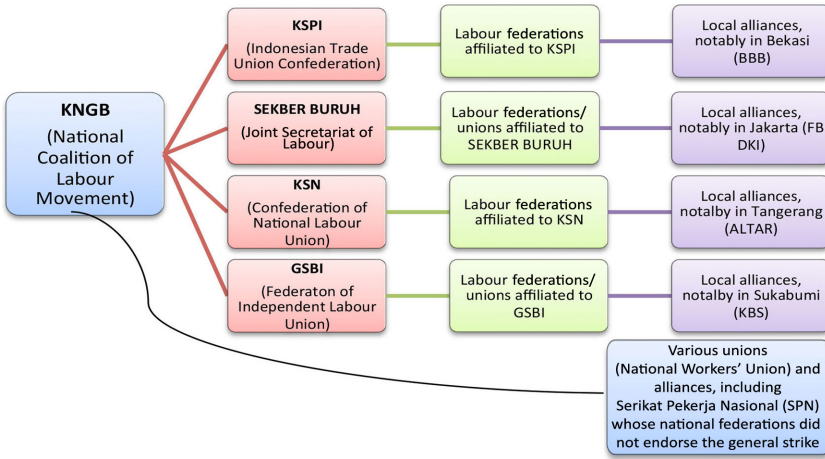 KNGB
(National
Coalition of
Labour
Movement)
KSPI
(Indonesian Trade
Union Confederation)
Labour federations
affiliated to KSPI
Local alliances,
notably in Bekasi
(BBB)
SEKBER BURUH
(Joint Secretariat of
Labour)
Labour federations/
unions affiliated to
SEKBER BURUH
Local alliances,
notably in Jakarta (FB
DKI)
KSN
(Confederation of
National Labour
Union)
Labour federations
affiliated to KSN
Local alliances,
notalby in Tangerang
(ALTAR)
GSBI
(Federaton of
Independent Labour
Union)
Labour federations/
unions affiliated to
GSBI
Local alliances,
notalby in Sukabumi
(KBS)
Various unions
(National Workers’ Union) and
alliances, including
Serikat Pekerja Nasional (SPN)
whose national federations did
not endorse the general strike